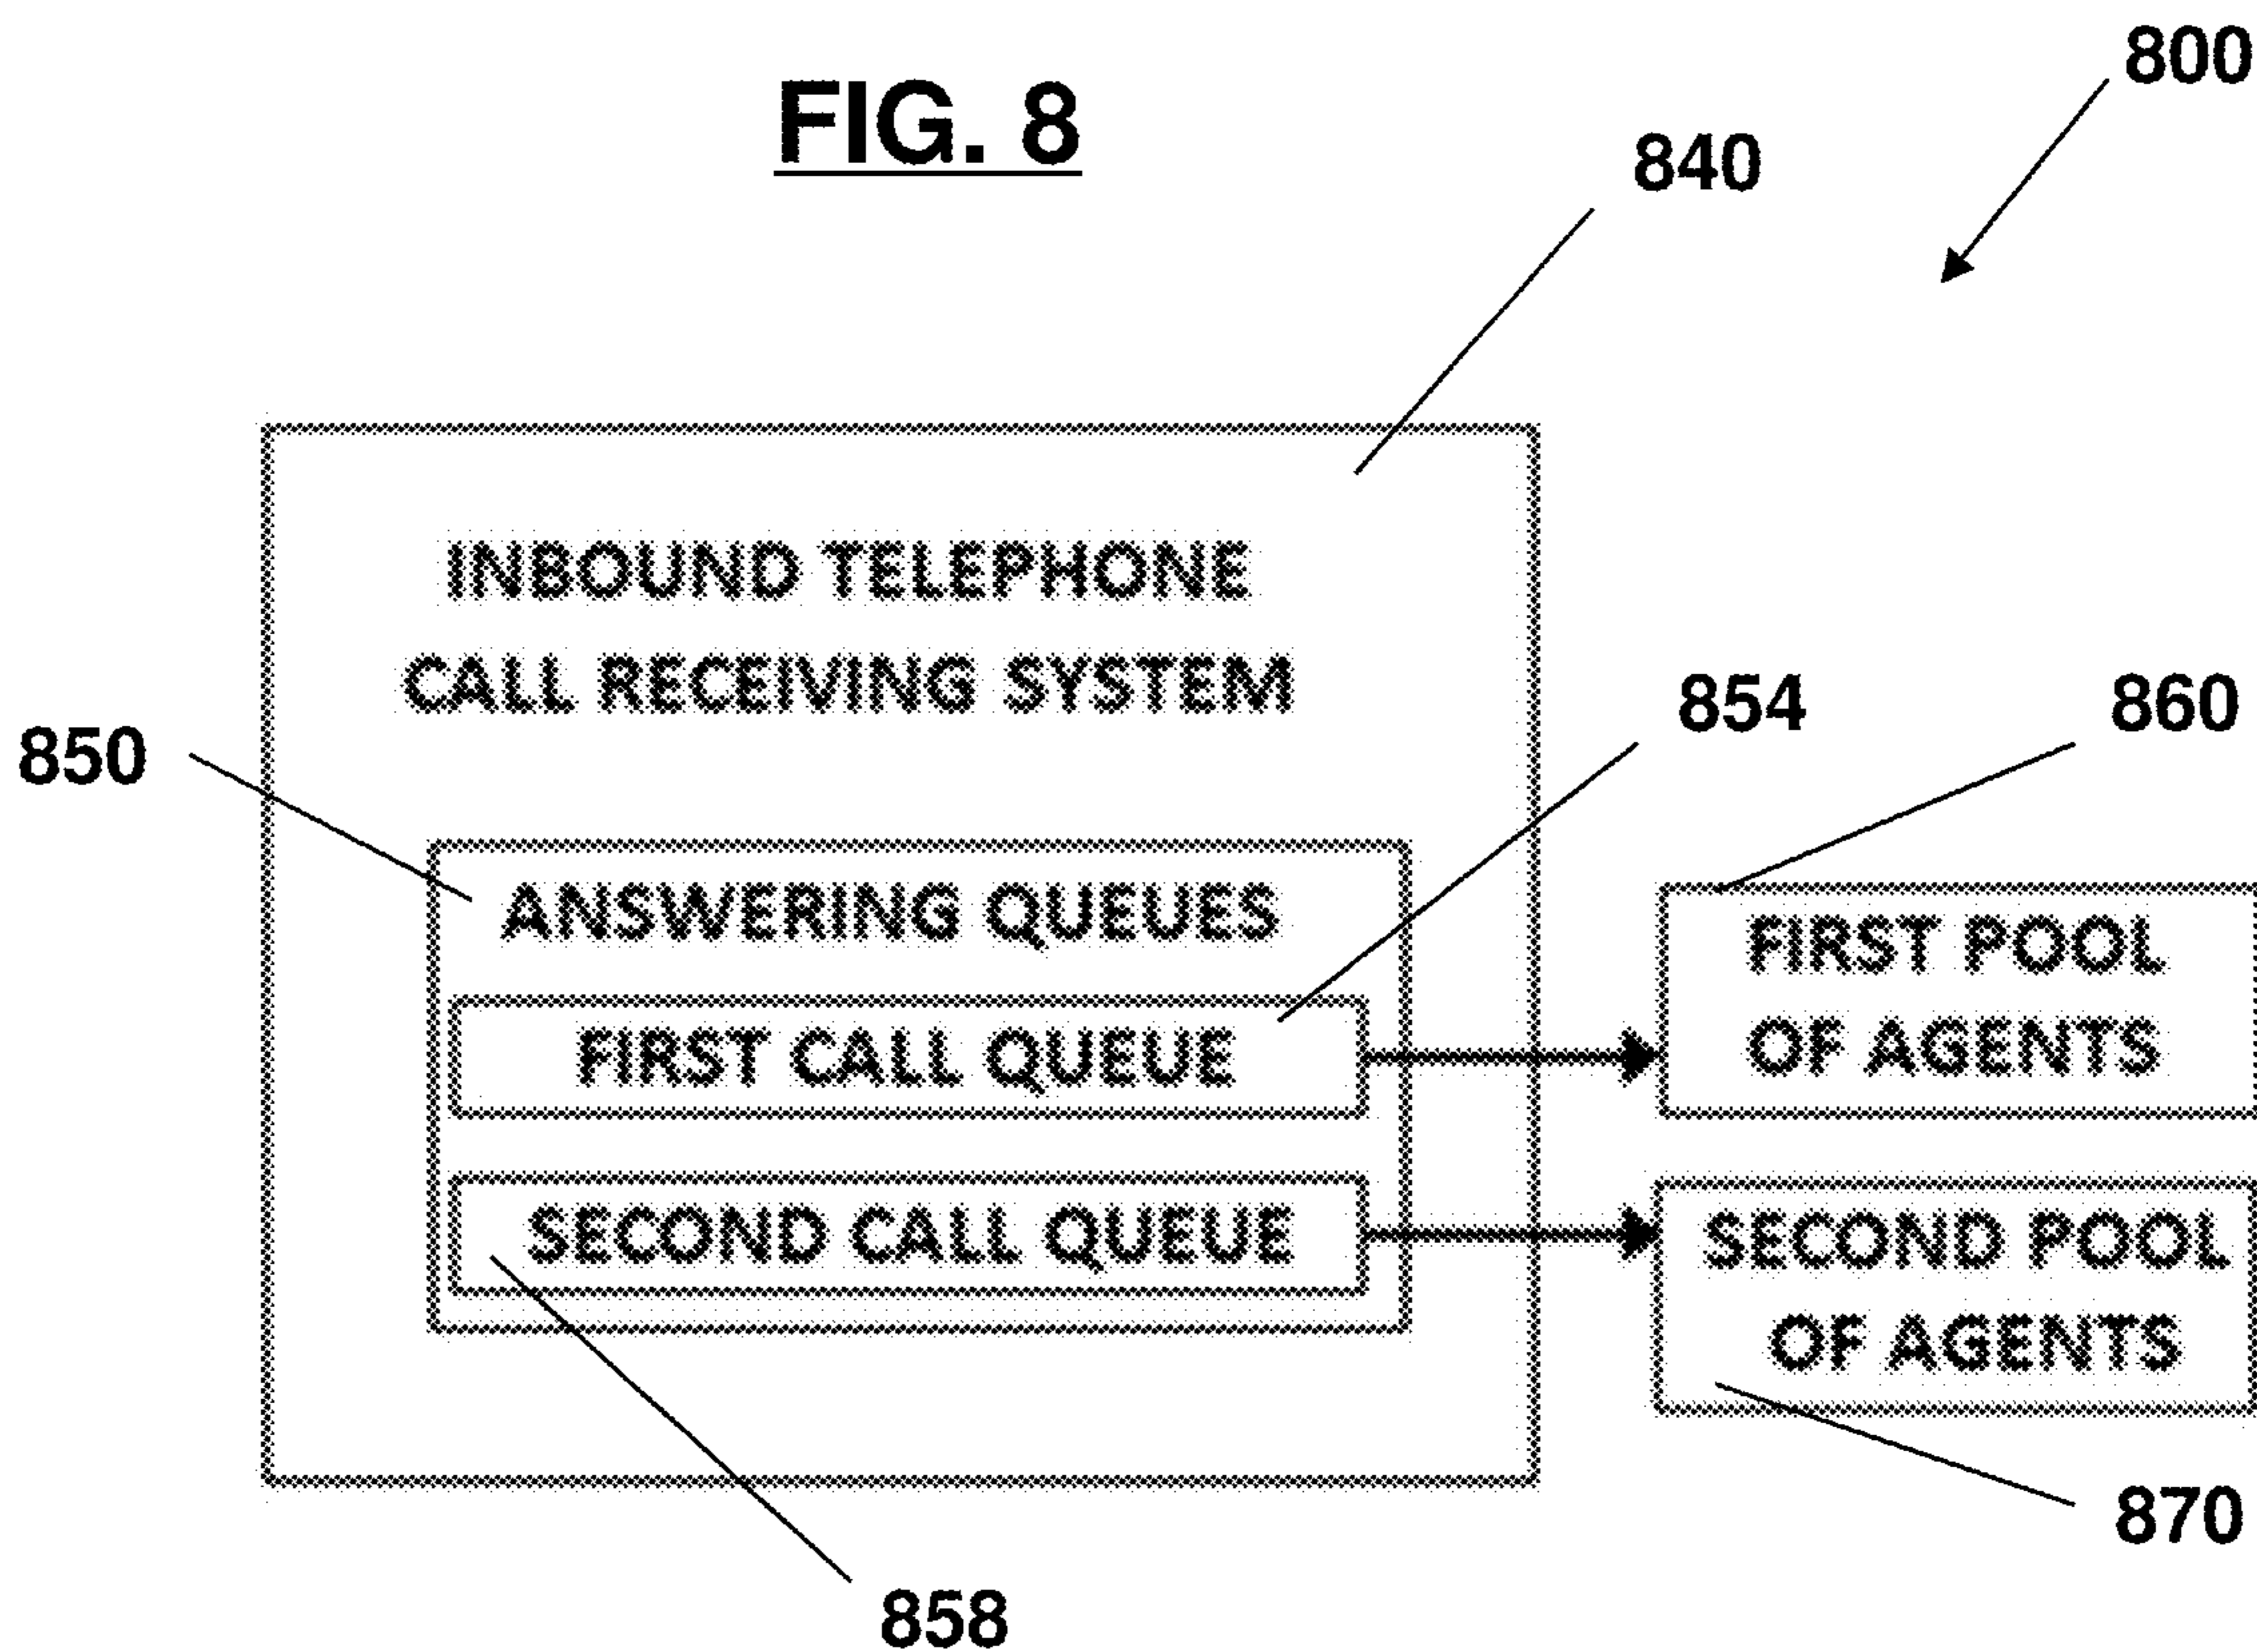 FIG. 8
800
840
INBOUND TELEPHONE
CALL RECEIVING SYSTEM
850
854
860
ANSWERING QUEUES
FIRST CALL QUEUE
SECOND CALL QUEUE
FIRST POOL
OF AGENTS
SECOND POOL
OF AGENTS
870
858